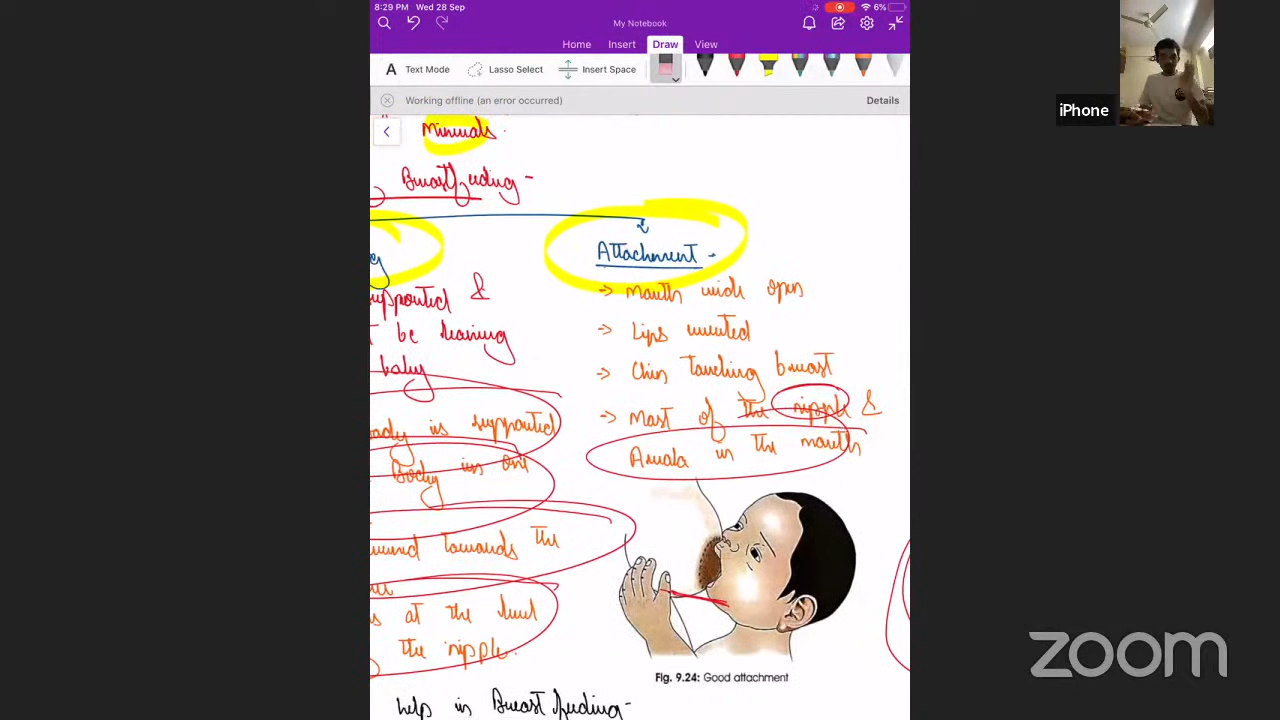 8:29 PM Wed 28 Sep
6%
My Notebook
Home Insert Draw View
A Text Mode Lasso Select Insert Space
Working offline (an error occurred) Details
iPhone
Minerals.
Breastfeeding -
Attachment -
→ Mouth wide open
supported &
→ Lips everted
be leaning
→ Chin touching breast
baby
→ Most of the nipple &
Areola in the mouth
body is supported
Body in one
towards the
at the level
the nipple.
Fig. 9.24: Good attachment
help in Breast feeding-
zoom